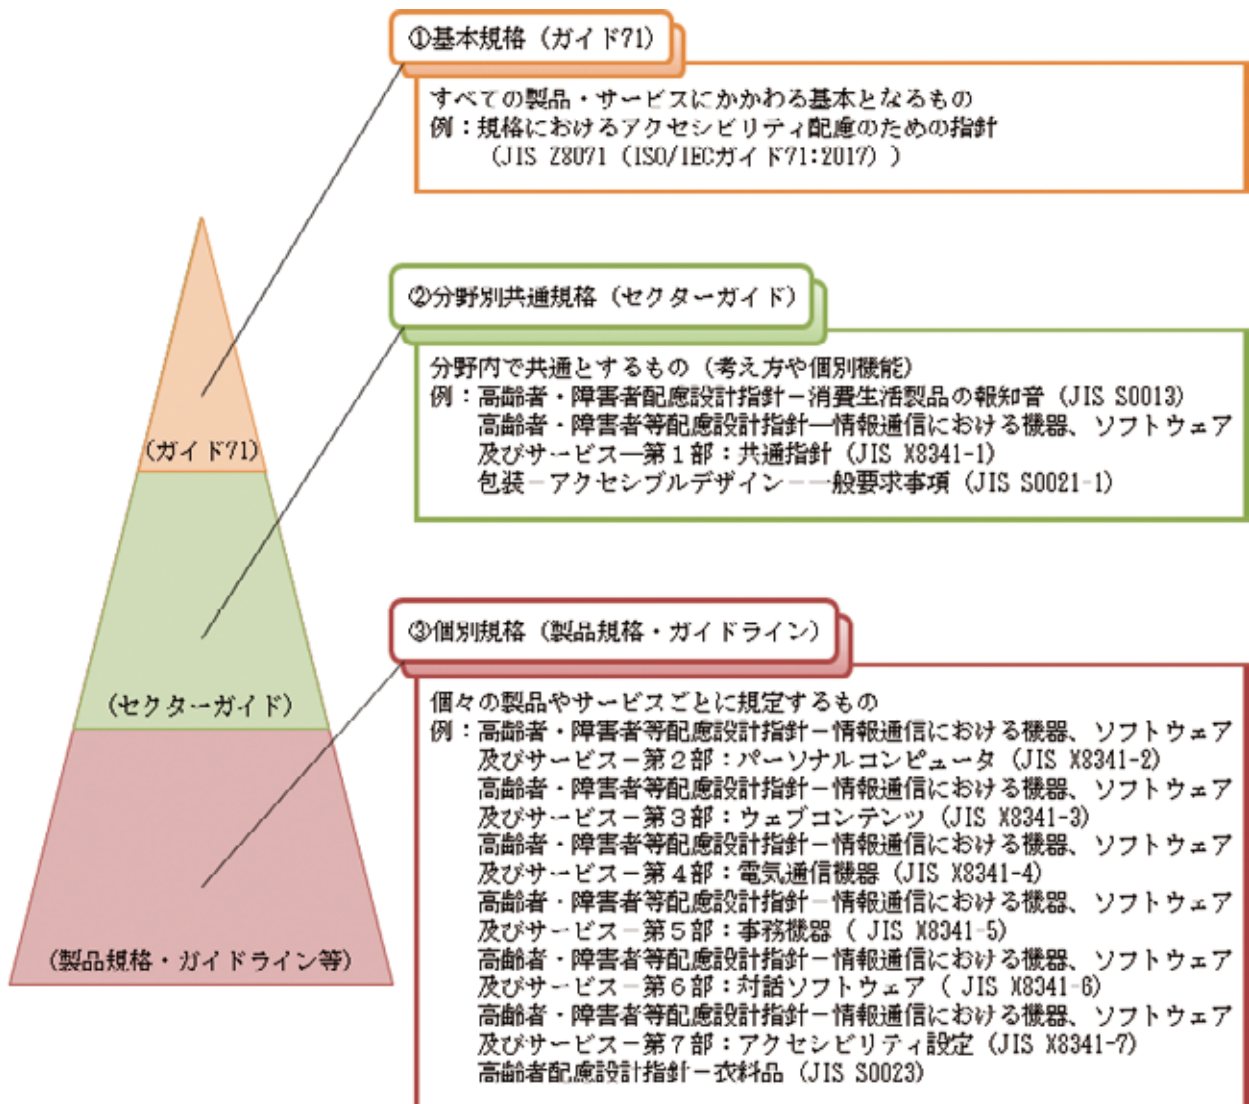 ①基本規格（ガイド71）
すべての製品・サービスにかかわる基本となるもの
例：規格におけるアクセシビリティ配慮のための指針
（JIS Z8071（ISO/IECガイド71:2017））
(ガイド71)
②分野別共通規格（セクターガイド）
分野内で共通とするもの（考え方や個別機能）
例：高齢者・障害者配慮設計指針－消費生活製品の報知音（JIS S0013）
高齢者・障害者等配慮設計指針―情報通信における機器、ソフトウェア
及びサービス―第１部：共通指針（JIS X8341-1）
包装－アクセシブルデザイン－一般要求事項（JIS S0021-1）
(セクターガイド)
③個別規格（製品規格・ガイドライン）
個々の製品やサービスごとに規定するもの
例：高齢者・障害者等配慮設計指針－情報通信における機器、ソフトウェア
及びサービス－第２部：パーソナルコンピュータ（JIS X8341-2）
高齢者・障害者等配慮設計指針－情報通信における機器、ソフトウェア
及びサービス－第３部：ウェブコンテンツ（JIS X8341-3）
高齢者・障害者等配慮設計指針－情報通信における機器、ソフトウェア
及びサービス－第４部：電気通信機器（JIS X8341-4）
高齢者・障害者等配慮設計指針－情報通信における機器、ソフトウェア
及びサービス－第５部：事務機器（ JIS X8341-5）
高齢者・障害者等配慮設計指針－情報通信における機器、ソフトウェア
及びサービス－第６部：対話ソフトウェア（ JIS X8341-6）
高齢者・障害者等配慮設計指針－情報通信における機器、ソフトウェア
及びサービス－第７部：アクセシビリティ設定（JIS X8341-7）
高齢者配慮設計指針－衣料品（JIS S0023）
(製品規格・ガイドライン等)